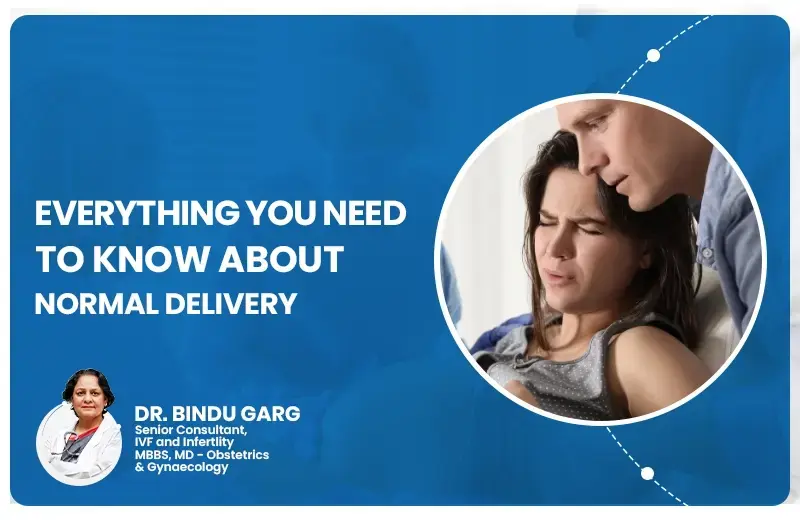 EVERYTHING YOU NEED
TO KNOW ABOUT
NORMAL DELIVERY
DR. BINDU GARG
Senior Consultant,
IVF and Infertlity
MBBS, MD - Obstetrics
& Gynaecology